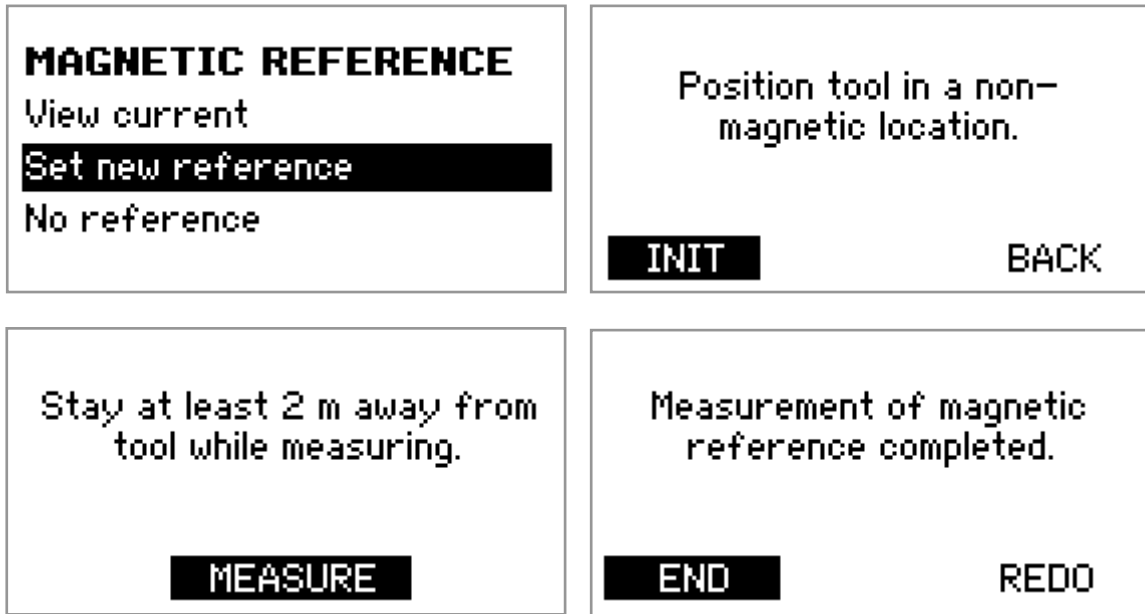 MAGNETIC REFERENCE
View current
Set new reference
No reference
Position tool in a non-
magnetic location.
INIT BACK
Stay at least 2 m away from
tool while measuring.
MEASURE
Measurement of magnetic
reference completed.
END REDO